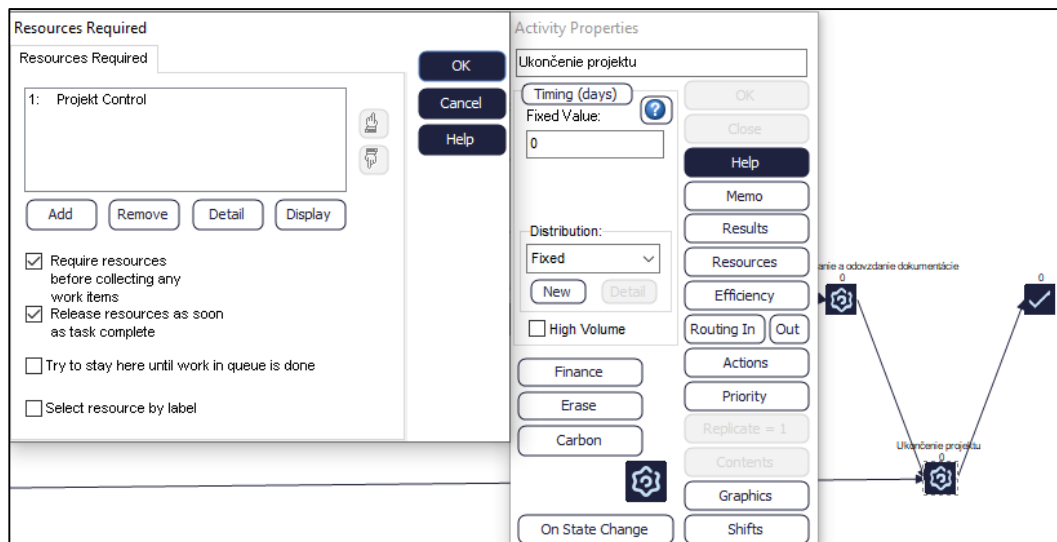 Resources Required
Resources Required
1: Projekt Control
Add
Remove
Detail
Display
Require resources
before collecting any
work items
Release resources as soon
as task complete
Try to stay here until work in queue is done
Select resource by label
OK
Cancel
Help
Activity Properties
Ukončenie projektu
Timing (days)
Fixed Value:
0
Distribution:
Fixed
New
Detail
High Volume
Finance
Erase
Carbon
On State Change
OK
Close
Help
Memo
Results
Resources
Efficiency
Routing In
Out
Actions
Priority
Replicate = 1
Contents
Graphics
Shifts
anie a odovzdanie dokumentácie
0
0
Ukončenie projektu
0